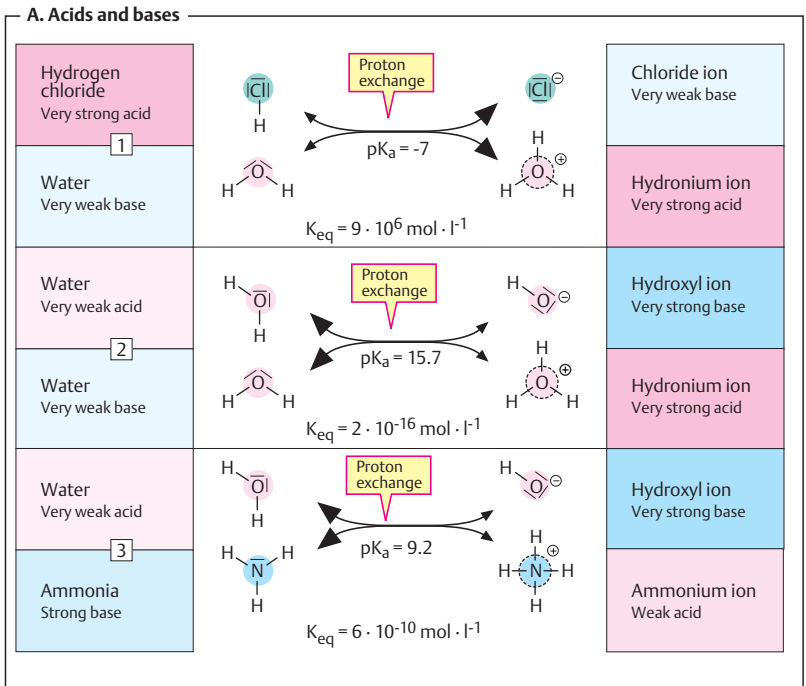 A. Acids and bases
Hydrogen
chloride
Very strong acid
1
Water
Very weak base
Cl
H
H O H
Proton
exchange
pKa = -7
Keq = 9 · 10⁶ mol · l⁻¹
Cl ⊖
H
O ⊕
H H
Chloride ion
Very weak base
Hydronium ion
Very strong acid
Water
Very weak acid
2
Water
Very weak base
H
O
H
H O H
Proton
exchange
pKa = 15.7
Keq = 2 · 10⁻¹⁶ mol · l⁻¹
H O ⊖
H
O ⊕
H H
Hydroxyl ion
Very strong base
Hydronium ion
Very strong acid
Water
Very weak acid
3
Ammonia
Strong base
H
O
H
H N H
H
Proton
exchange
pKa = 9.2
Keq = 6 · 10⁻¹⁰ mol · l⁻¹
H O ⊖
H ⊕
H N H
H
Hydroxyl ion
Very strong base
Ammonium ion
Weak acid